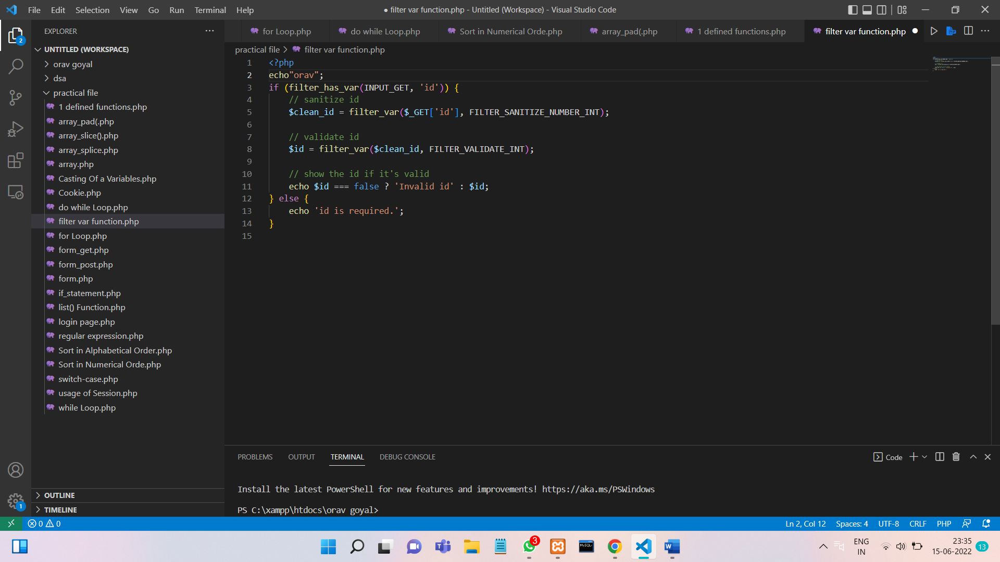 File Edit Selection View Go Run Terminal Help
● filter var function.php - Untitled (Workspace) - Visual Studio Code
EXPLORER
for Loop.php
do while Loop.php
Sort in Numerical Orde.php
array_pad(.php
1 defined functions.php
filter var function.php
2
UNTITLED (WORKSPACE)
orav goyal
dsa
practical file
1 defined functions.php
array_pad(.php
array_slice().php
array_splice.php
array.php
Casting Of a Variables.php
Cookie.php
do while Loop.php
filter var function.php
for Loop.php
form_get.php
form_post.php
form.php
if_statement.php
list() Function.php
login page.php
regular expression.php
Sort in Alphabetical Order.php
Sort in Numerical Orde.php
switch-case.php
usage of Session.php
while Loop.php
OUTLINE
TIMELINE
1
practical file > filter var function.php
1 <?php
2 echo"orav";
3 if (filter_has_var(INPUT_GET, 'id')) {
4     // sanitize id
5     $clean_id = filter_var($_GET['id'], FILTER_SANITIZE_NUMBER_INT);
6
7     // validate id
8     $id = filter_var($clean_id, FILTER_VALIDATE_INT);
9
10     // show the id if it's valid
11     echo $id === false ? 'Invalid id' : $id;
12 } else {
13     echo 'id is required.';
14 }
15
PROBLEMS OUTPUT TERMINAL DEBUG CONSOLE
Code
Install the latest PowerShell for new features and improvements! https://aka.ms/PSWindows
PS C:\xampp\htdocs\orav goyal>
0 0
Ln 2, Col 12 Spaces: 4 UTF-8 CRLF PHP
3
MySQL
ENG
IN
23:35
15-06-2022
13